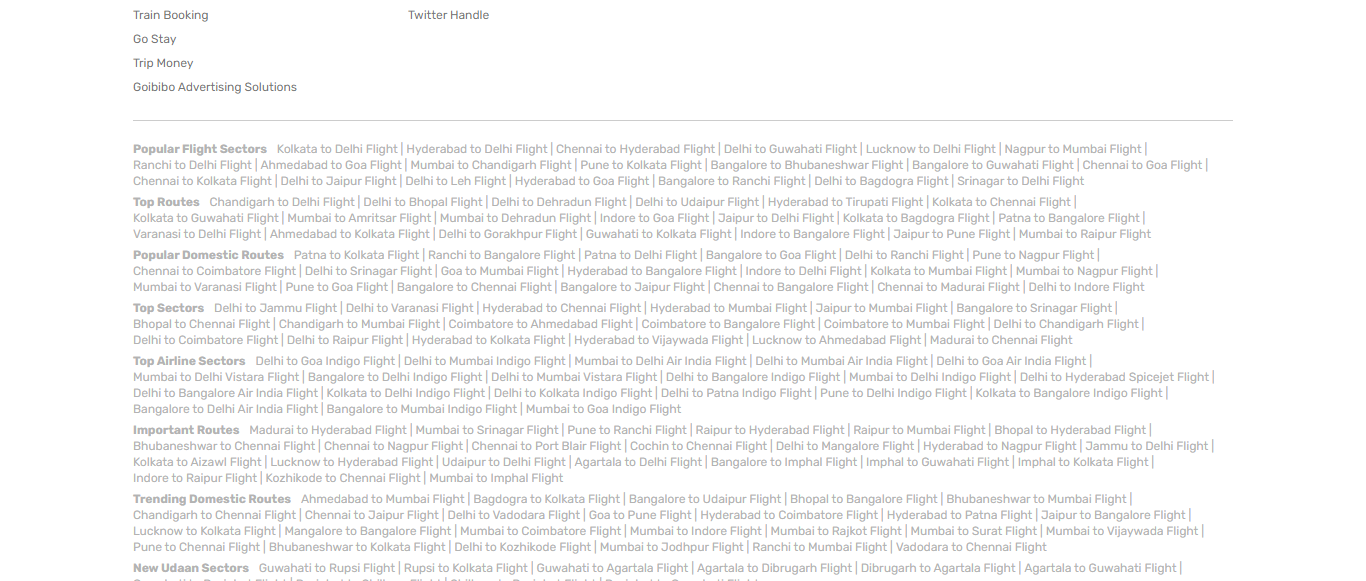 Train Booking
Twitter Handle
Go Stay
Trip Money
Goibibo Advertising Solutions
Popular Flight Sectors Kolkata to Delhi Flight | Hyderabad to Delhi Flight | Chennai to Hyderabad Flight | Delhi to Guwahati Flight | Lucknow to Delhi Flight | Nagpur to Mumbai Flight |
Ranchi to Delhi Flight | Ahmedabad to Goa Flight | Mumbai to Chandigarh Flight | Pune to Kolkata Flight | Bangalore to Bhubaneshwar Flight | Bangalore to Guwahati Flight | Chennai to Goa Flight |
Chennai to Kolkata Flight | Delhi to Jaipur Flight | Delhi to Leh Flight | Hyderabad to Goa Flight | Bangalore to Ranchi Flight | Delhi to Bagdogra Flight | Srinagar to Delhi Flight
Top Routes Chandigarh to Delhi Flight | Delhi to Bhopal Flight | Delhi to Dehradun Flight | Delhi to Udaipur Flight | Hyderabad to Tirupati Flight | Kolkata to Chennai Flight |
Kolkata to Guwahati Flight | Mumbai to Amritsar Flight | Mumbai to Dehradun Flight | Indore to Goa Flight | Jaipur to Delhi Flight | Kolkata to Bagdogra Flight | Patna to Bangalore Flight |
Varanasi to Delhi Flight | Ahmedabad to Kolkata Flight | Delhi to Gorakhpur Flight | Guwahati to Kolkata Flight | Indore to Bangalore Flight | Jaipur to Pune Flight | Mumbai to Raipur Flight
Popular Domestic Routes Patna to Kolkata Flight | Ranchi to Bangalore Flight | Patna to Delhi Flight | Bangalore to Goa Flight | Delhi to Ranchi Flight | Pune to Nagpur Flight |
Chennai to Coimbatore Flight | Delhi to Srinagar Flight | Goa to Mumbai Flight | Hyderabad to Bangalore Flight | Indore to Delhi Flight | Kolkata to Mumbai Flight | Mumbai to Nagpur Flight |
Mumbai to Varanasi Flight | Pune to Goa Flight | Bangalore to Chennai Flight | Bangalore to Jaipur Flight | Chennai to Bangalore Flight | Chennai to Madurai Flight | Delhi to Indore Flight
Top Sectors Delhi to Jammu Flight | Delhi to Varanasi Flight | Hyderabad to Chennai Flight | Hyderabad to Mumbai Flight | Jaipur to Mumbai Flight | Bangalore to Srinagar Flight |
Bhopal to Chennai Flight | Chandigarh to Mumbai Flight | Coimbatore to Ahmedabad Flight | Coimbatore to Bangalore Flight | Coimbatore to Mumbai Flight | Delhi to Chandigarh Flight |
Delhi to Coimbatore Flight | Delhi to Raipur Flight | Hyderabad to Kolkata Flight | Hyderabad to Vijaywada Flight | Lucknow to Ahmedabad Flight | Madurai to Chennai Flight
Top Airline Sectors Delhi to Goa Indigo Flight | Delhi to Mumbai Indigo Flight | Mumbai to Delhi Air India Flight | Delhi to Mumbai Air India Flight | Delhi to Goa Air India Flight |
Mumbai to Delhi Vistara Flight | Bangalore to Delhi Indigo Flight | Delhi to Mumbai Vistara Flight | Delhi to Bangalore Indigo Flight | Mumbai to Delhi Indigo Flight | Delhi to Hyderabad Spicejet Flight |
Delhi to Bangalore Air India Flight | Kolkata to Delhi Indigo Flight | Delhi to Kolkata Indigo Flight | Delhi to Patna Indigo Flight | Pune to Delhi Indigo Flight | Kolkata to Bangalore Indigo Flight |
Bangalore to Delhi Air India Flight | Bangalore to Mumbai Indigo Flight | Mumbai to Goa Indigo Flight
Important Routes Madurai to Hyderabad Flight | Mumbai to Srinagar Flight | Pune to Ranchi Flight | Raipur to Hyderabad Flight | Raipur to Mumbai Flight | Bhopal to Hyderabad Flight |
Bhubaneshwar to Chennai Flight | Chennai to Nagpur Flight | Chennai to Port Blair Flight | Cochin to Chennai Flight | Delhi to Mangalore Flight | Hyderabad to Nagpur Flight | Jammu to Delhi Flight |
Kolkata to Aizawl Flight | Lucknow to Hyderabad Flight | Udaipur to Delhi Flight | Agartala to Delhi Flight | Bangalore to Imphal Flight | Imphal to Guwahati Flight | Imphal to Kolkata Flight |
Indore to Raipur Flight | Kozhikode to Chennai Flight | Mumbai to Imphal Flight
Trending Domestic Routes Ahmedabad to Mumbai Flight | Bagdogra to Kolkata Flight | Bangalore to Udaipur Flight | Bhopal to Bangalore Flight | Bhubaneshwar to Mumbai Flight |
Chandigarh to Chennai Flight | Chennai to Jaipur Flight | Delhi to Vadodara Flight | Goa to Pune Flight | Hyderabad to Coimbatore Flight | Hyderabad to Patna Flight | Jaipur to Bangalore Flight |
Lucknow to Kolkata Flight | Mangalore to Bangalore Flight | Mumbai to Coimbatore Flight | Mumbai to Indore Flight | Mumbai to Rajkot Flight | Mumbai to Surat Flight | Mumbai to Vijaywada Flight |
Pune to Chennai Flight | Bhubaneshwar to Kolkata Flight | Delhi to Kozhikode Flight | Mumbai to Jodhpur Flight | Ranchi to Mumbai Flight | Vadodara to Chennai Flight
New Udaan Sectors Guwahati to Rupsi Flight | Rupsi to Kolkata Flight | Guwahati to Agartala Flight | Agartala to Dibrugarh Flight | Dibrugarh to Agartala Flight | Agartala to Guwahati Flight |